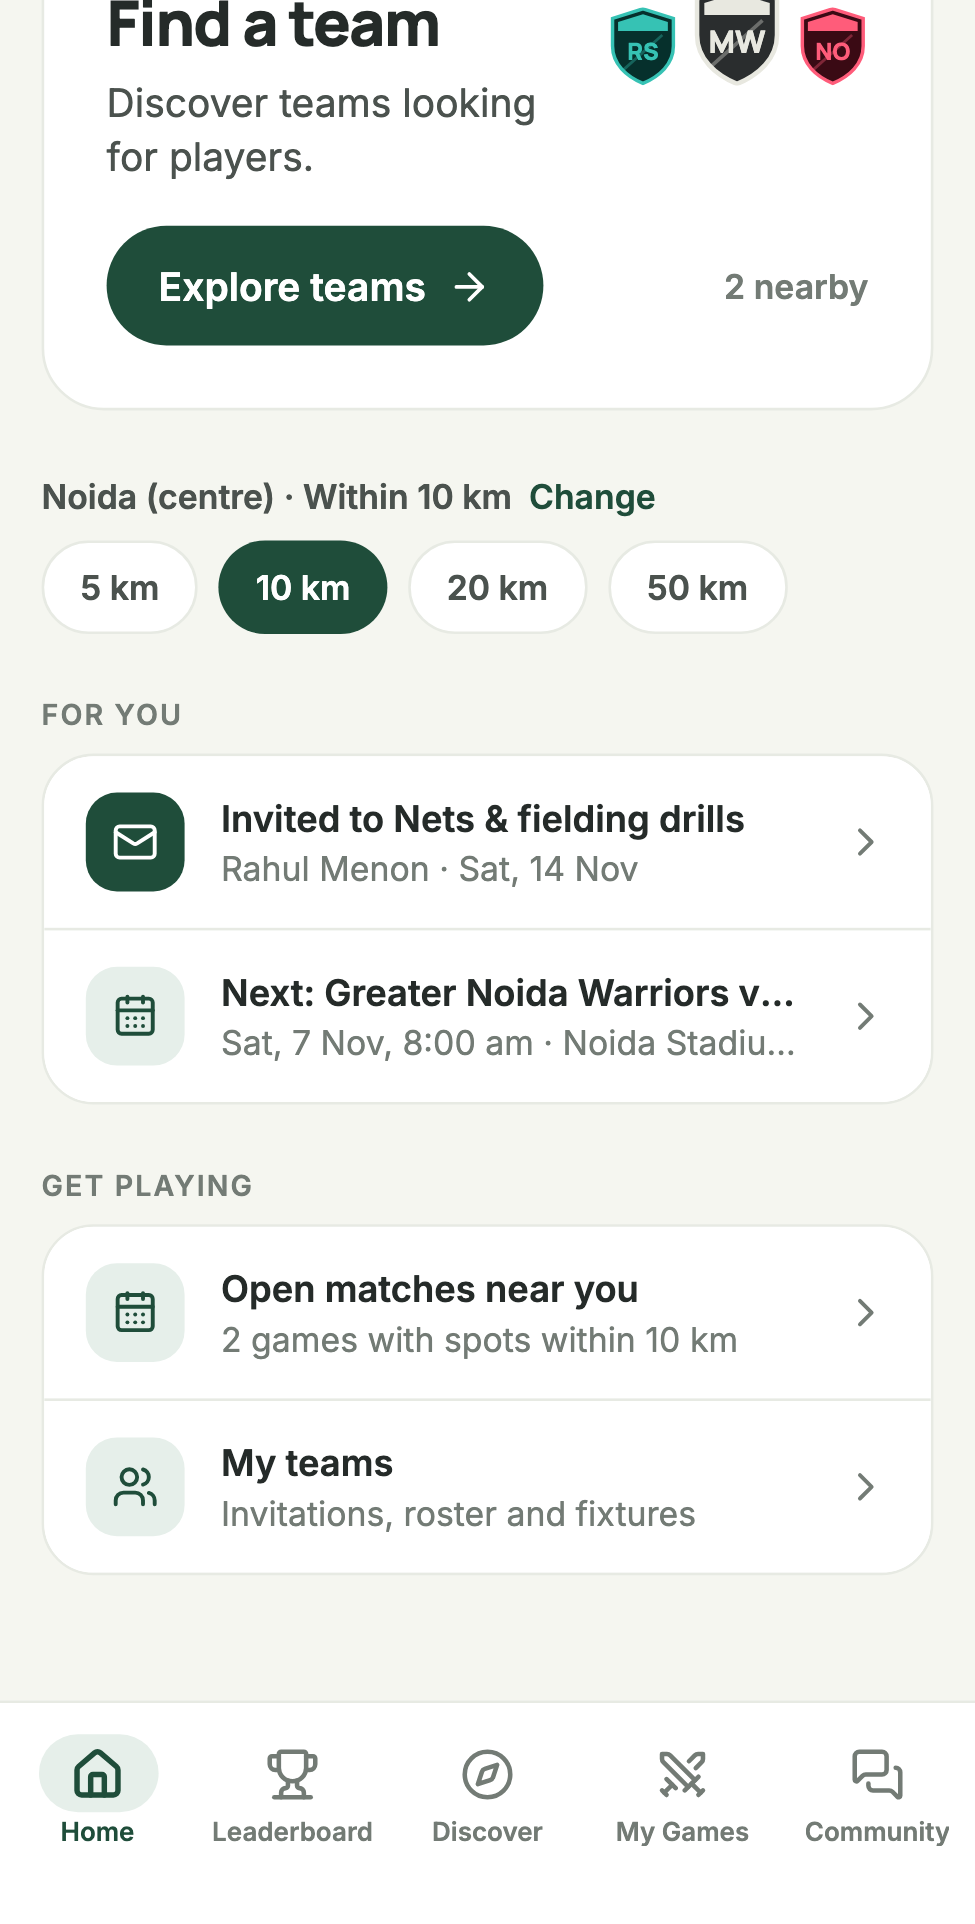 Find a team
RS
MW
NO
Discover teams looking
for players.
Explore teams
2 nearby
Noida (centre) · Within 10 km Change
5 km
10 km
20 km
50 km
FOR YOU
Invited to Nets & fielding drills
Rahul Menon · Sat, 14 Nov
Next: Greater Noida Warriors v...
Sat, 7 Nov, 8:00 am · Noida Stadiu...
GET PLAYING
Open matches near you
2 games with spots within 10 km
My teams
Invitations, roster and fixtures
Home
Leaderboard
Discover
My Games
Community